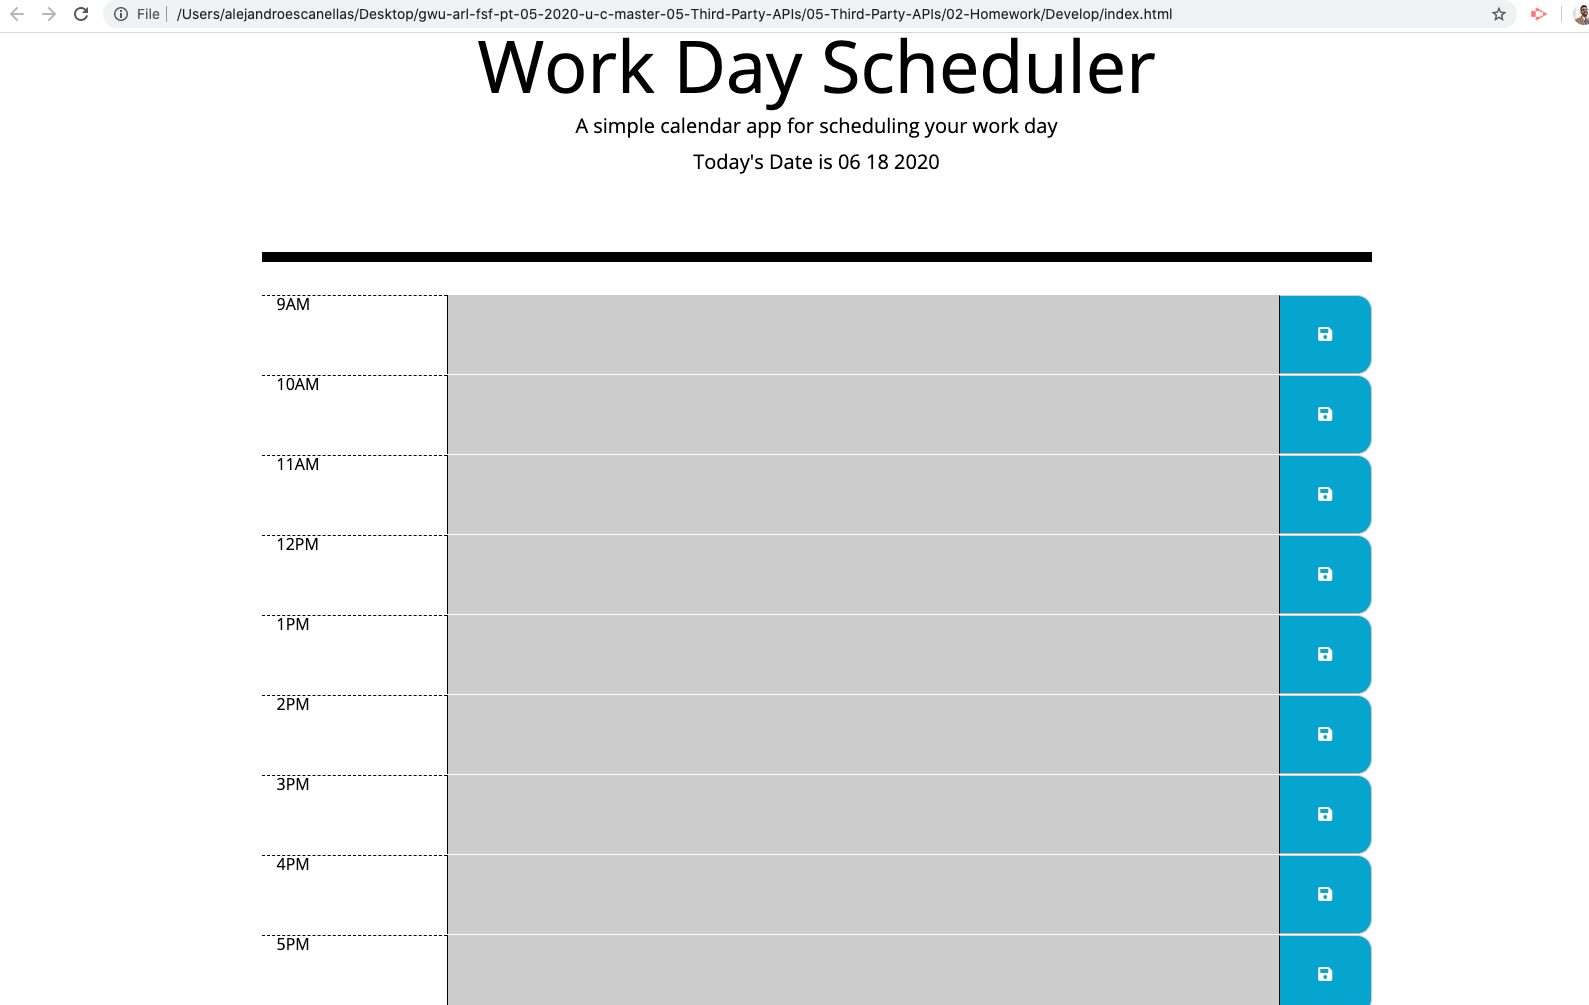 File /Users/alejandroescanellas/Desktop/gwu-arl-fsf-pt-05-2020-u-c-master-05-Third-Party-APIs/05-Third-Party-APIs/02-Homework/Develop/index.html
Work Day Scheduler
A simple calendar app for scheduling your work day
Today's Date is 06 18 2020
9AM
10AM
11AM
12PM
1PM
2PM
3PM
4PM
5PM